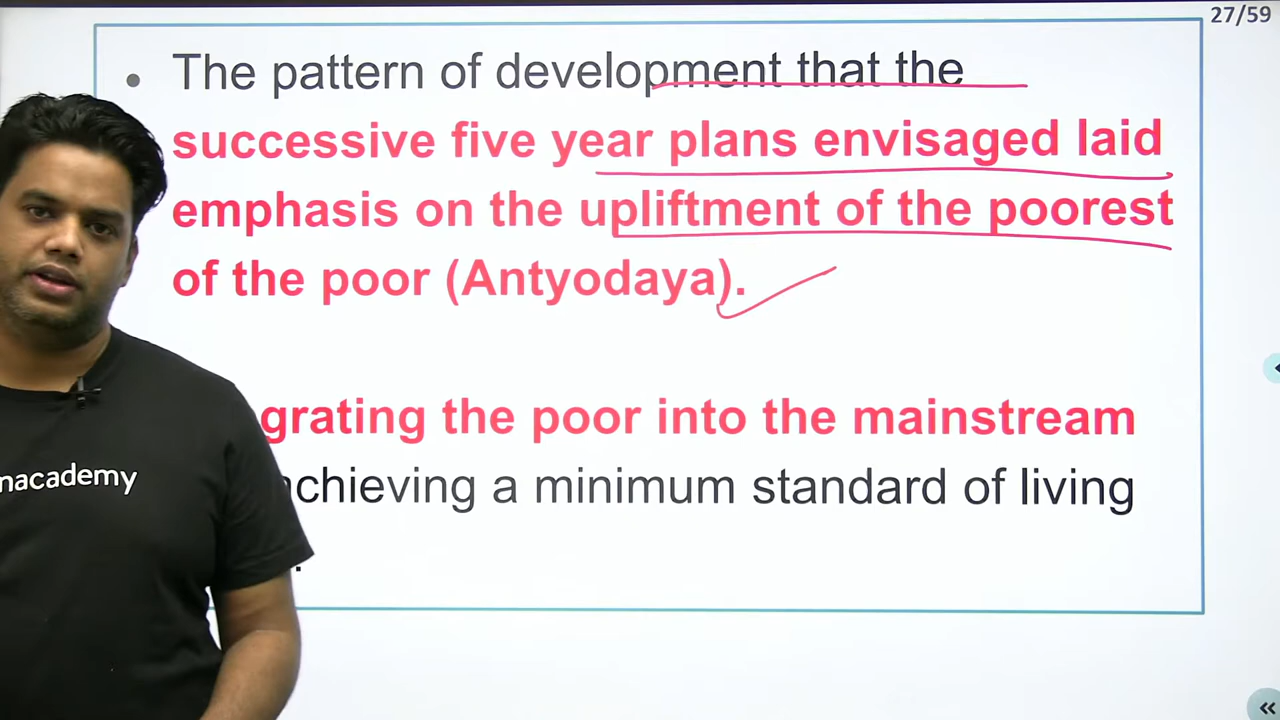 27/59
• The pattern of development that the
successive five year plans envisaged laid
emphasis on the upliftment of the poorest
of the poor (Antyodaya).
grating the poor into the mainstream
chieving a minimum standard of living
.
nacademy